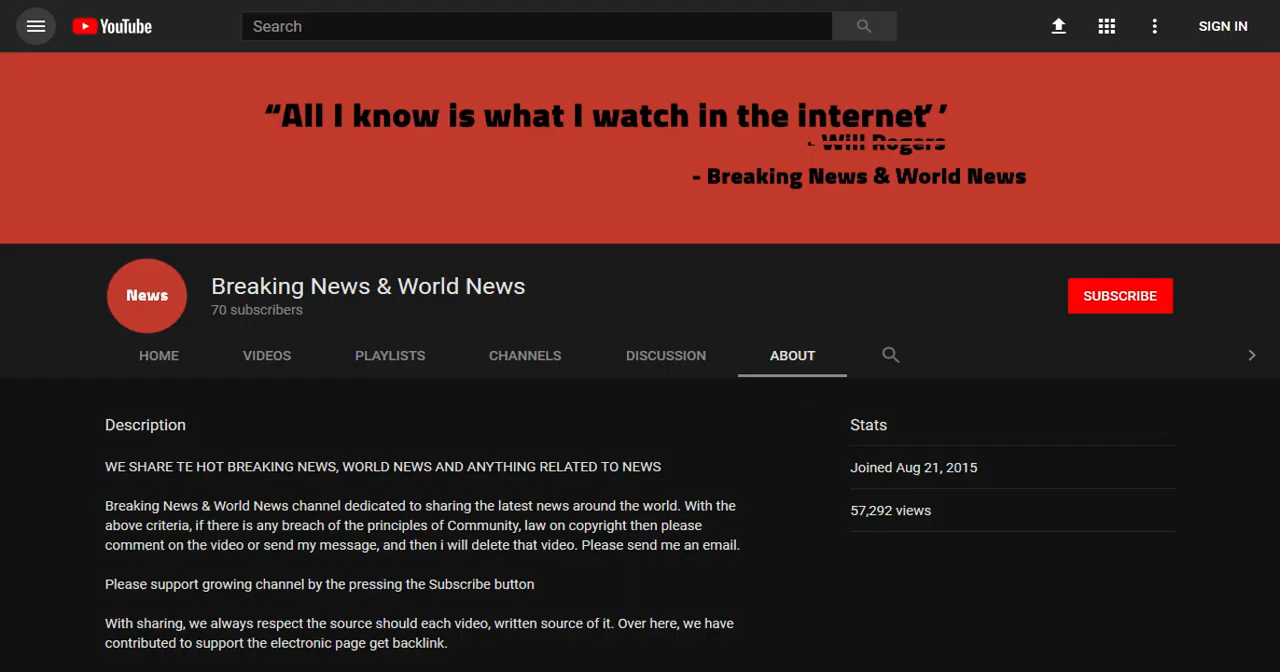 YouTube
Search
SIGN IN
“All I know is what I watch in the internet’’
- Will Rogers
- Breaking News & World News
News
Breaking News & World News
70 subscribers
SUBSCRIBE
HOME VIDEOS PLAYLISTS CHANNELS DISCUSSION ABOUT
Description
WE SHARE TE HOT BREAKING NEWS, WORLD NEWS AND ANYTHING RELATED TO NEWS
Breaking News & World News channel dedicated to sharing the latest news around the world. With the
above criteria, if there is any breach of the principles of Community, law on copyright then please
comment on the video or send my message, and then i will delete that video. Please send me an email.
Please support growing channel by the pressing the Subscribe button
With sharing, we always respect the source should each video, written source of it. Over here, we have
contributed to support the electronic page get backlink.
Stats
Joined Aug 21, 2015
57,292 views